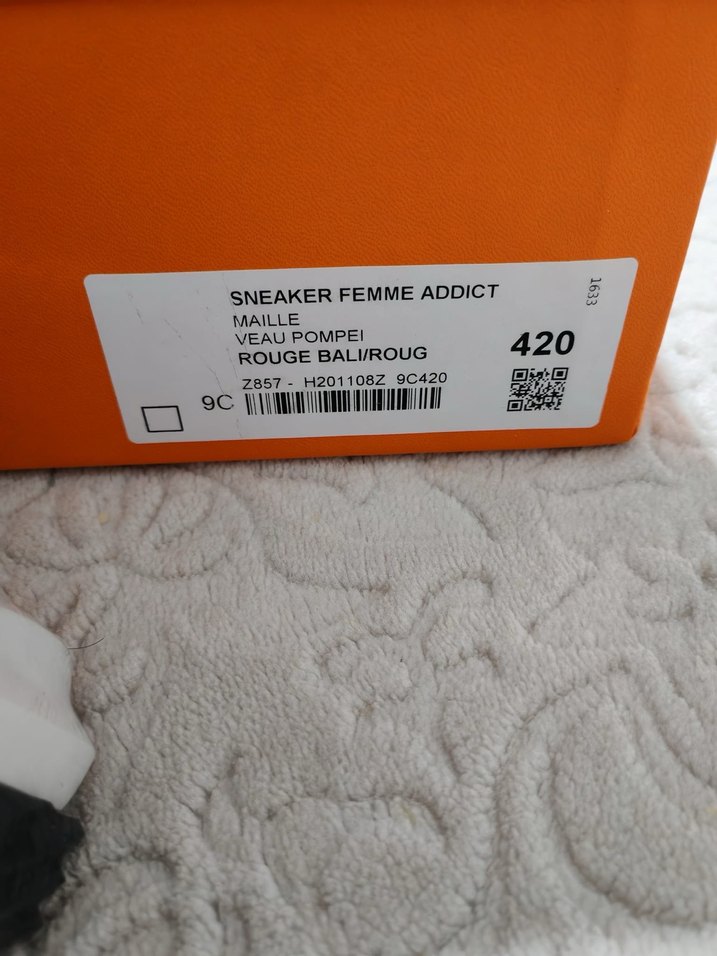 SNEAKER FEMME ADDICT
1633
MAILLE
VEAU POMPEI
420
ROUGE BALI/ROUG
Z857 - H201108Z 9C420
9C